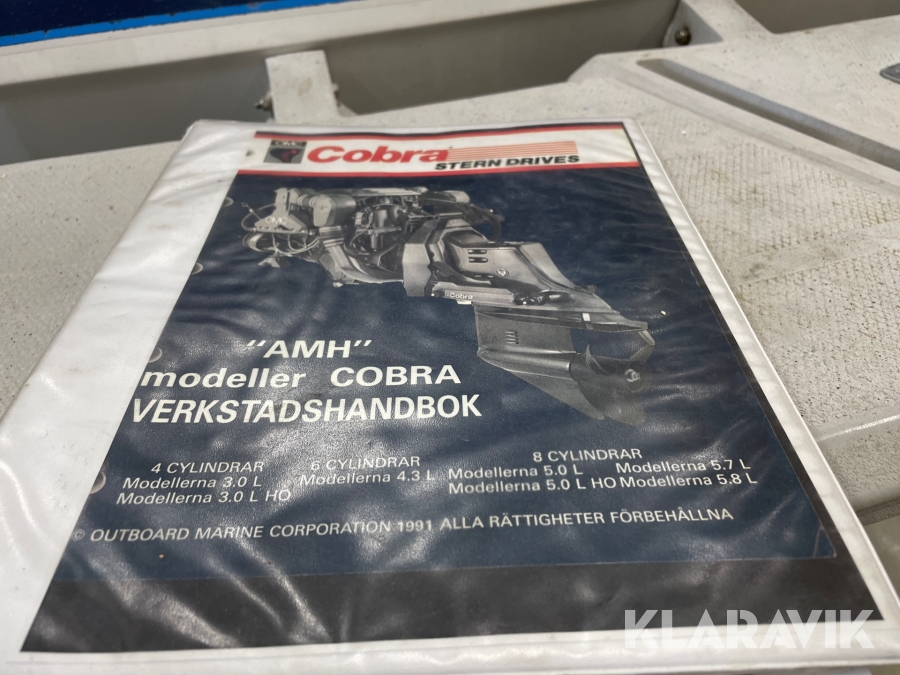 OMC Cobra
STERN DRIVES
Cobra
"AMH"
modeller COBRA
VERKSTADSHANDBOK
4 CYLINDRAR
Modellerna 3.0 L
Modellerna 3.0 L HO
6 CYLINDRAR
Modellerna 4.3 L
8 CYLINDRAR
Modellerna 5.0 L Modellerna 5.7 L
Modellerna 5.0 L HO Modellerna 5.8 L
© OUTBOARD MARINE CORPORATION 1991 ALLA RÄTTIGHETER FÖRBEHÅLLNA
KLARAVIK